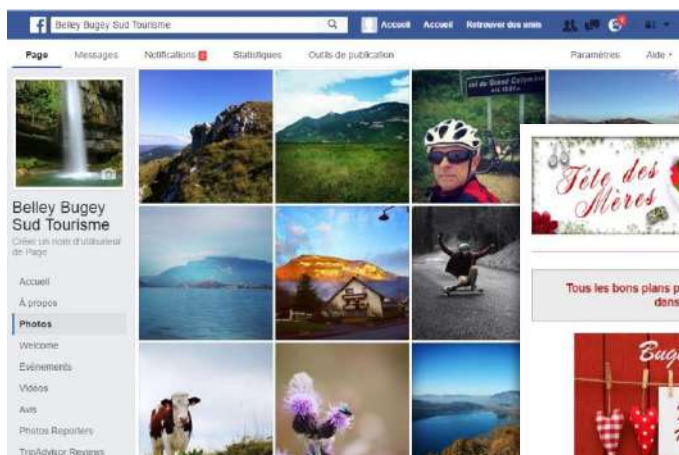 Belley Bugey Sud Tourisme
Accueil
Accueil
Retrouver des amis
Page
Messages
Notifications
Statistiques
Outils de publication
Paramètres
Aide
col du Grand Colombier
Belley Bugey
Sud Tourisme
Créer un nom d'utilisateur
de Page
Accueil
À propos
Photos
Welcome
Événements
Vidéos
Avis
Photos Reporters
TripAdvisor Reviews
Fête des
Mères
Tous les bons plans p
dans
Bug